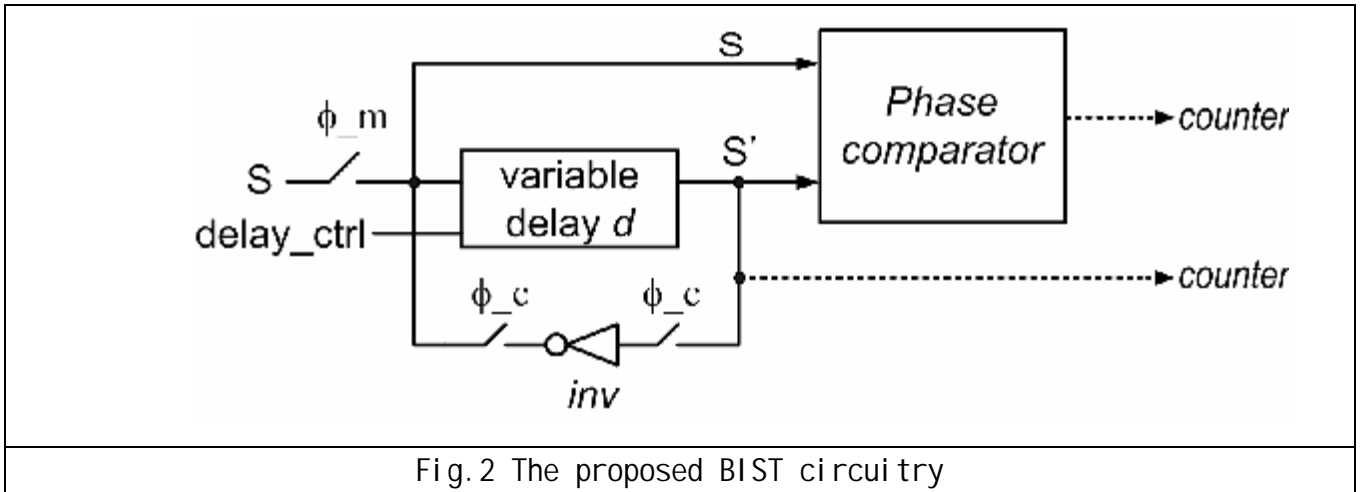 S
ϕ_m
S
delay_ctrl
variable
delay d
S'
Phase
comparator
counter
counter
ϕ_c
ϕ_c
inv
Fig.2 The proposed BIST circuitry